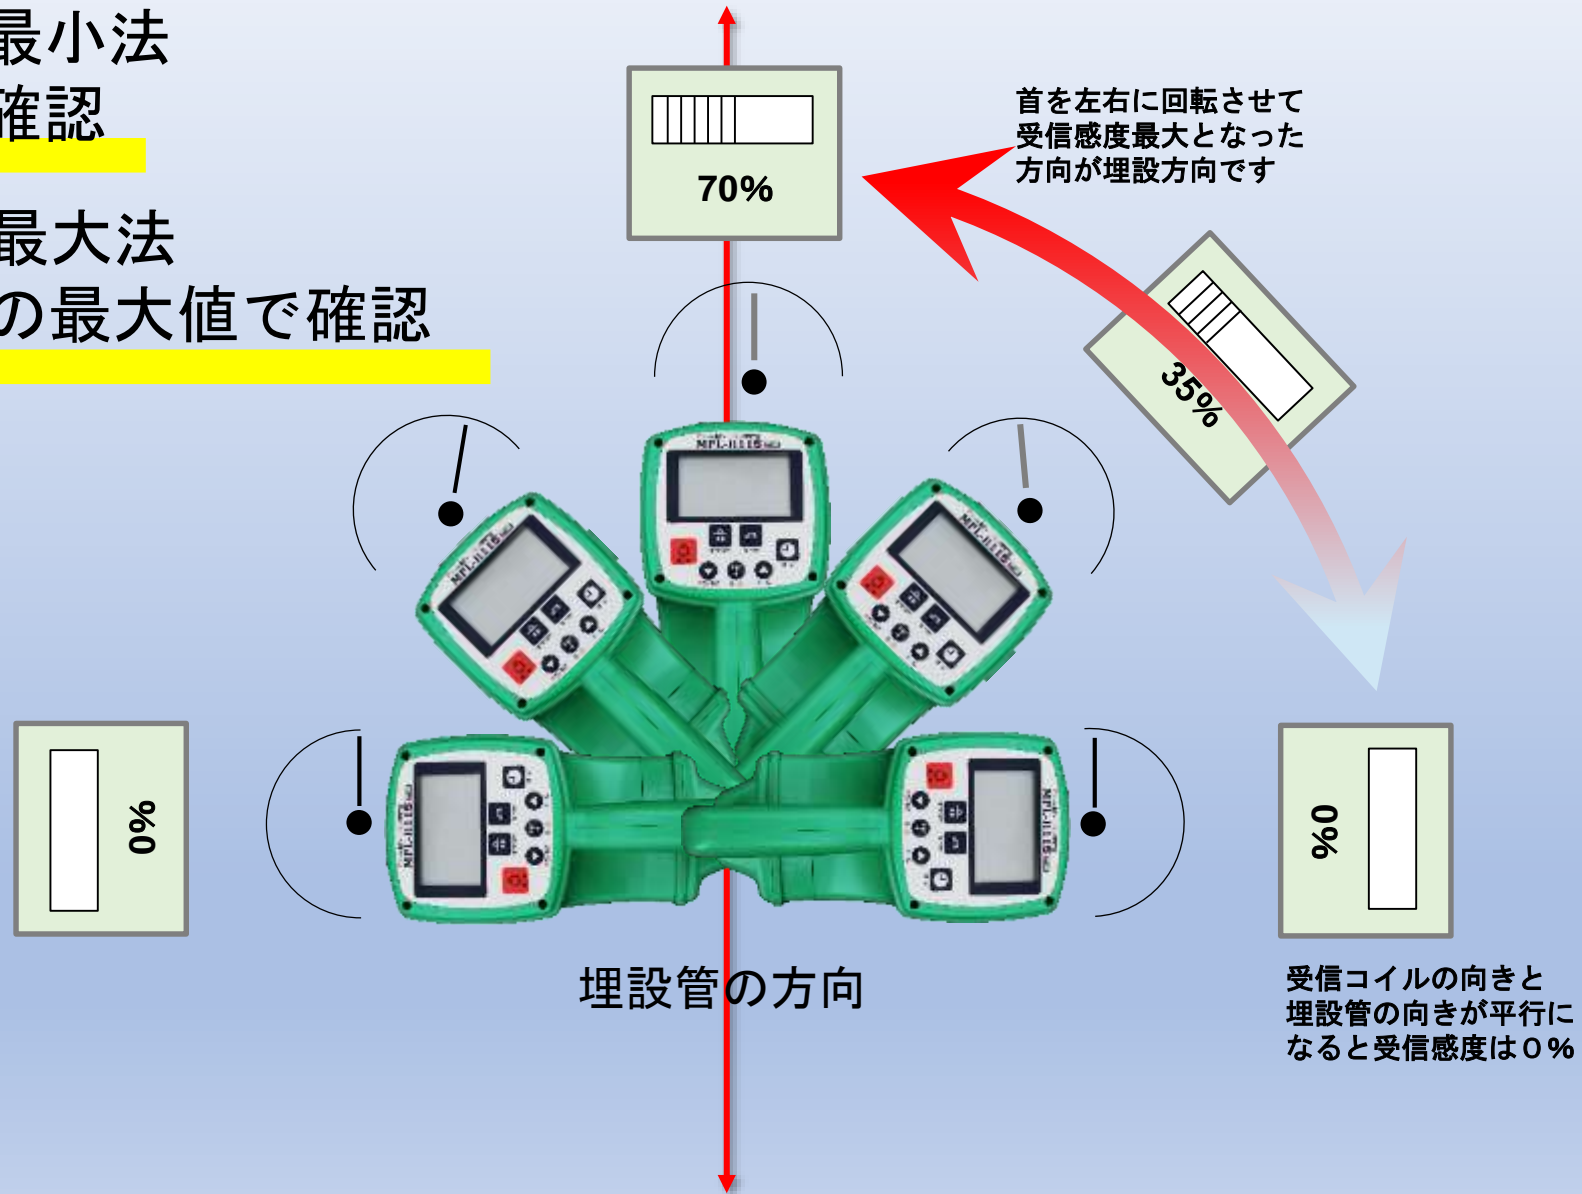 最小法
確認
最大法
の最大値で確認
70%
首を左右に回転させて
受信感度最大となった
方向が埋設方向です
35%
0%
0%
埋設管の方向
受信コイルの向きと
埋設管の向きが平行に
なると受信感度は０％